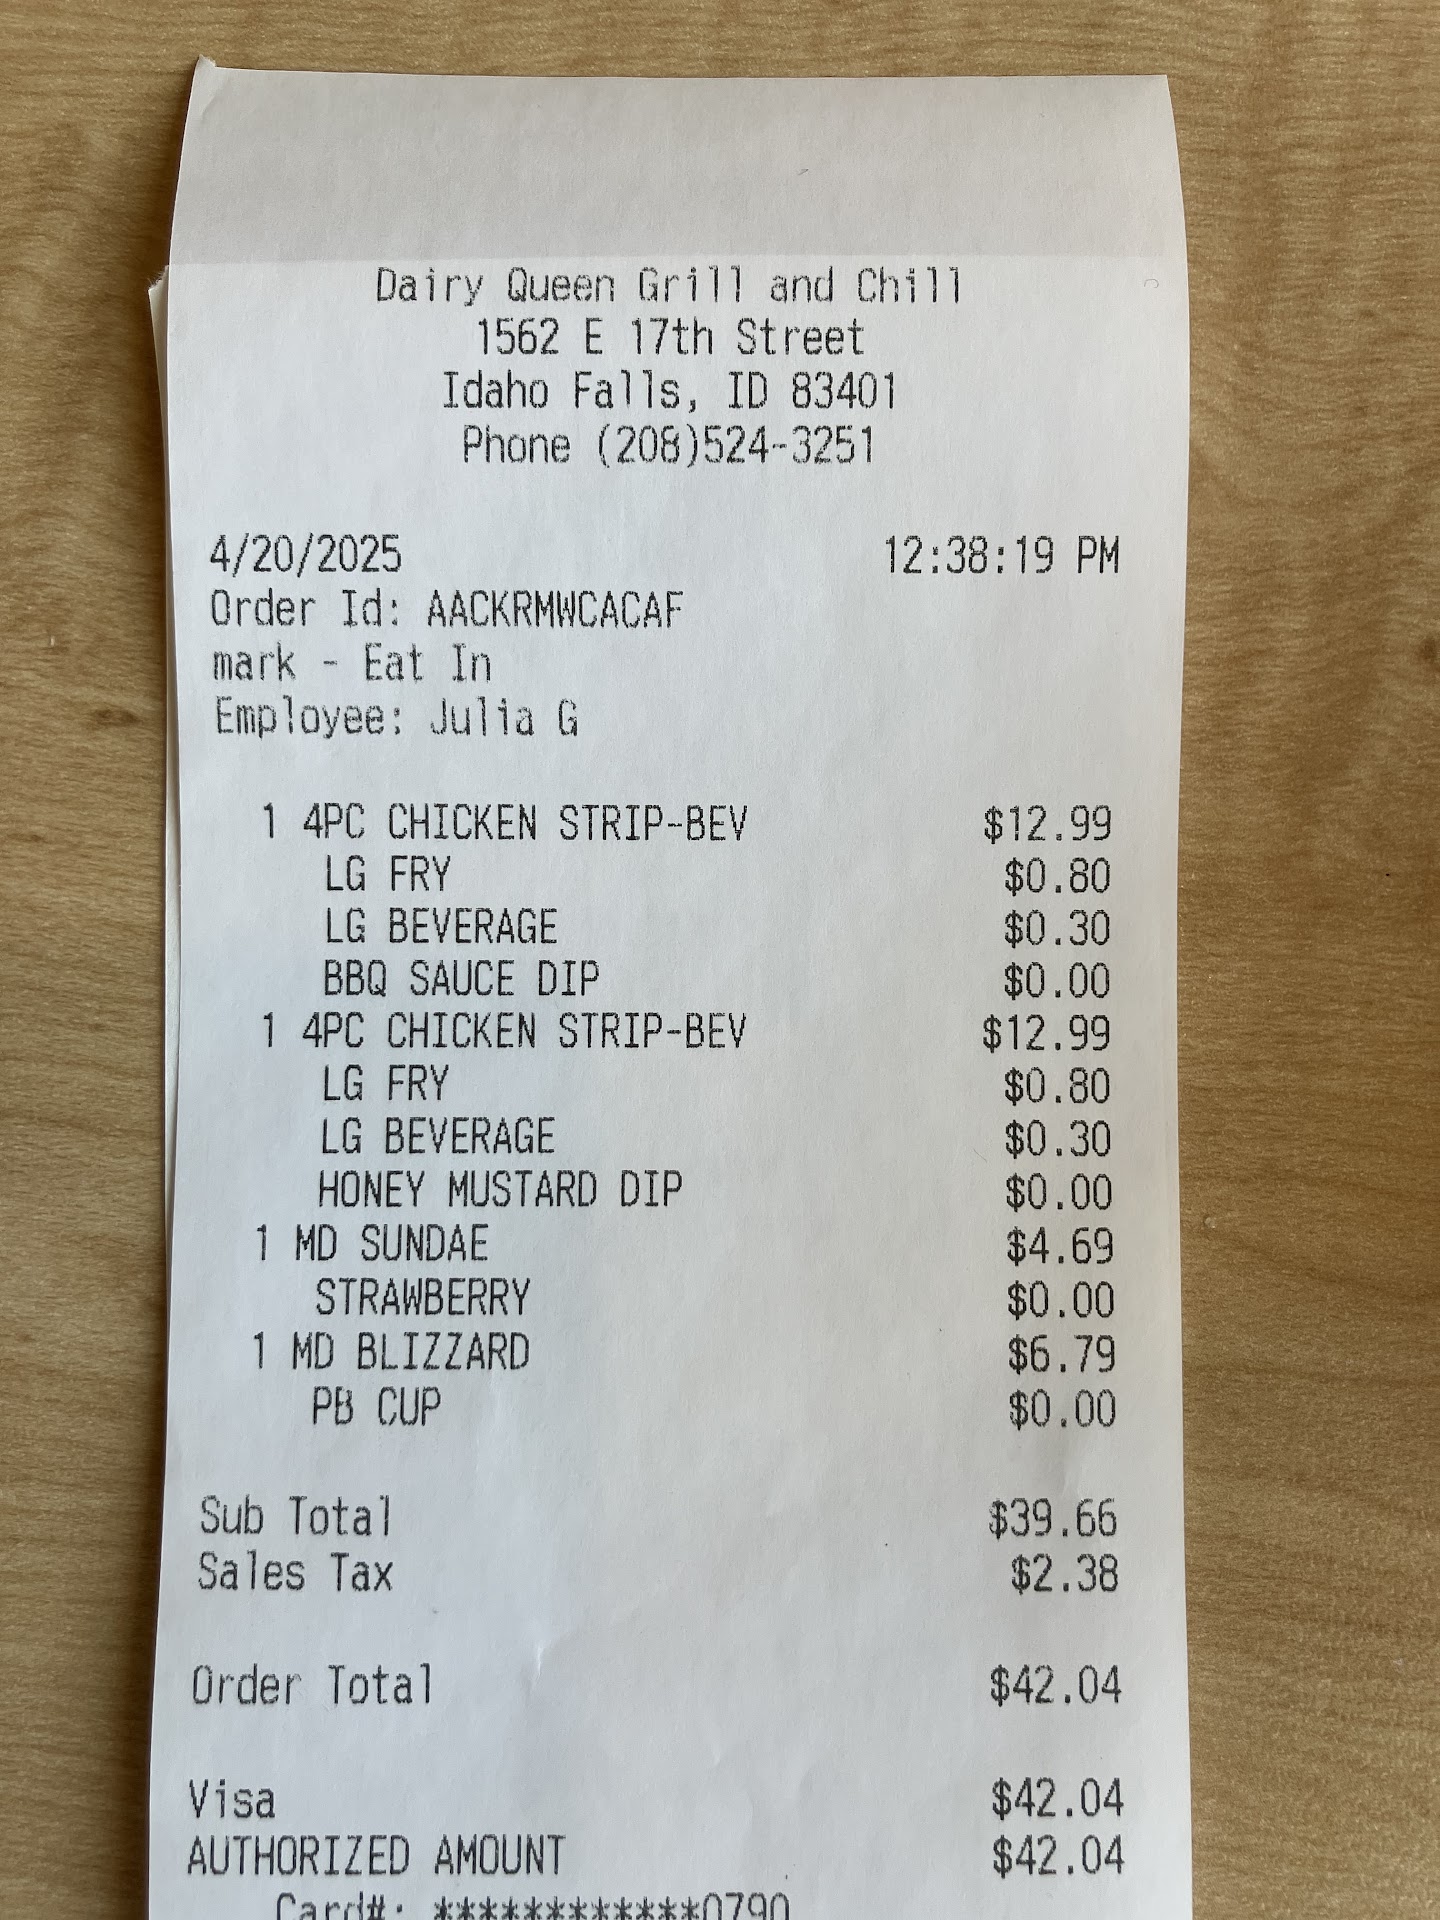 Dairy Queen Grill and Chill
1562 E 17th Street
Idaho Falls, ID 83401
Phone (208)524-3251
4/20/2025 12:38:19 PM
Order Id: AACKRMWCACAF
mark - Eat In
Employee: Julia G
1 4PC CHICKEN STRIP-BEV $12.99
LG FRY $0.80
LG BEVERAGE $0.30
BBQ SAUCE DIP $0.00
1 4PC CHICKEN STRIP-BEV $12.99
LG FRY $0.80
LG BEVERAGE $0.30
HONEY MUSTARD DIP $0.00
1 MD SUNDAE $4.69
STRAWBERRY $0.00
1 MD BLIZZARD $6.79
PB CUP $0.00
Sub Total $39.66
Sales Tax $2.38
Order Total $42.04
Visa $42.04
AUTHORIZED AMOUNT $42.04
Card#: ************0790